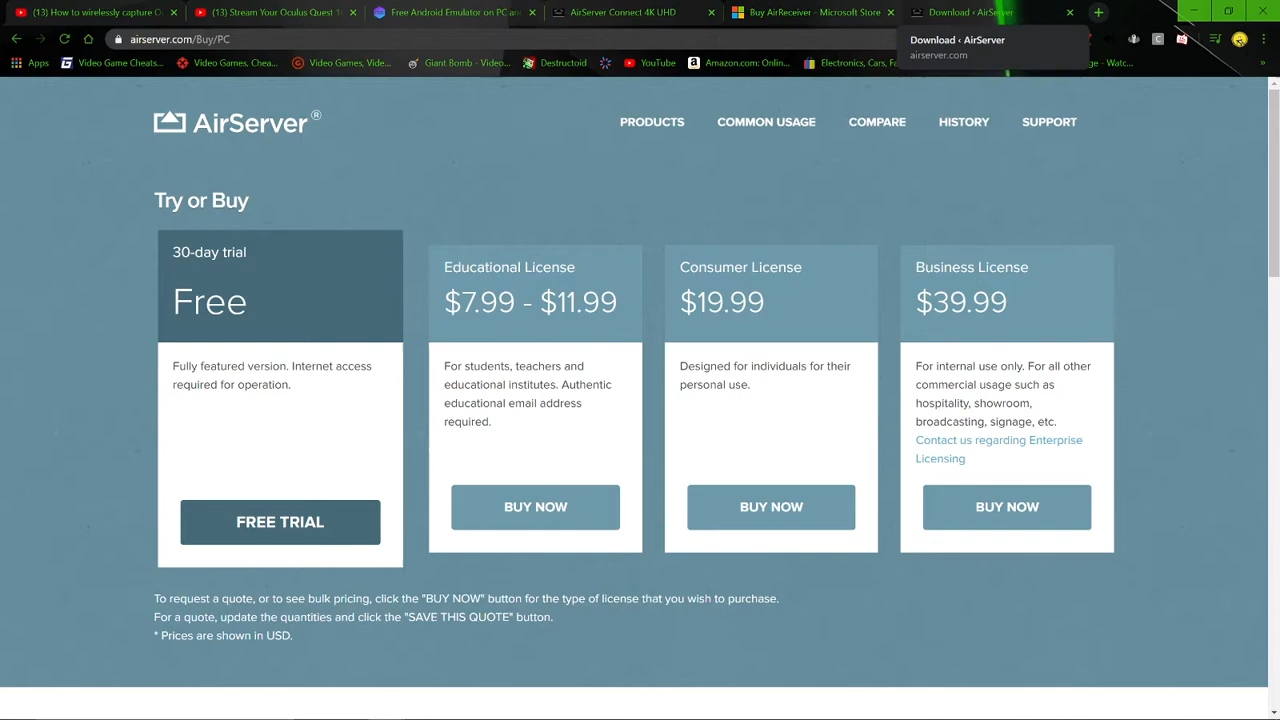 (13) How to wirelessly capture O
(13) Stream Your Oculus Quest 1
Free Android Emulator on PC an
AirServer Connect 4K UHD
Buy AirReceiver – Microsoft Store
Download ‹ AirServer
airserver.com/Buy/PC
Download ‹ AirServer
airserver.com
Apps
Video Game Cheats...
Video Games, Chea...
Video Games, Vide...
Giant Bomb - Video...
Destructoid
YouTube
Amazon.com: Onlin...
Electronics, Cars, Fa
ge - Watc...
AirServer®
PRODUCTS
COMMON USAGE
COMPARE
HISTORY
SUPPORT
Try or Buy
30-day trial
Free
Fully featured version. Internet access
required for operation.
FREE TRIAL
Educational License
$7.99 - $11.99
For students, teachers and
educational institutes. Authentic
educational email address
required.
BUY NOW
Consumer License
$19.99
Designed for individuals for their
personal use.
BUY NOW
Business License
$39.99
For internal use only. For all other
commercial usage such as
hospitality, showroom,
broadcasting, signage, etc.
Contact us regarding Enterprise
Licensing
BUY NOW
To request a quote, or to see bulk pricing, click the "BUY NOW" button for the type of license that you wish to purchase.
For a quote, update the quantities and click the "SAVE THIS QUOTE" button.
* Prices are shown in USD.